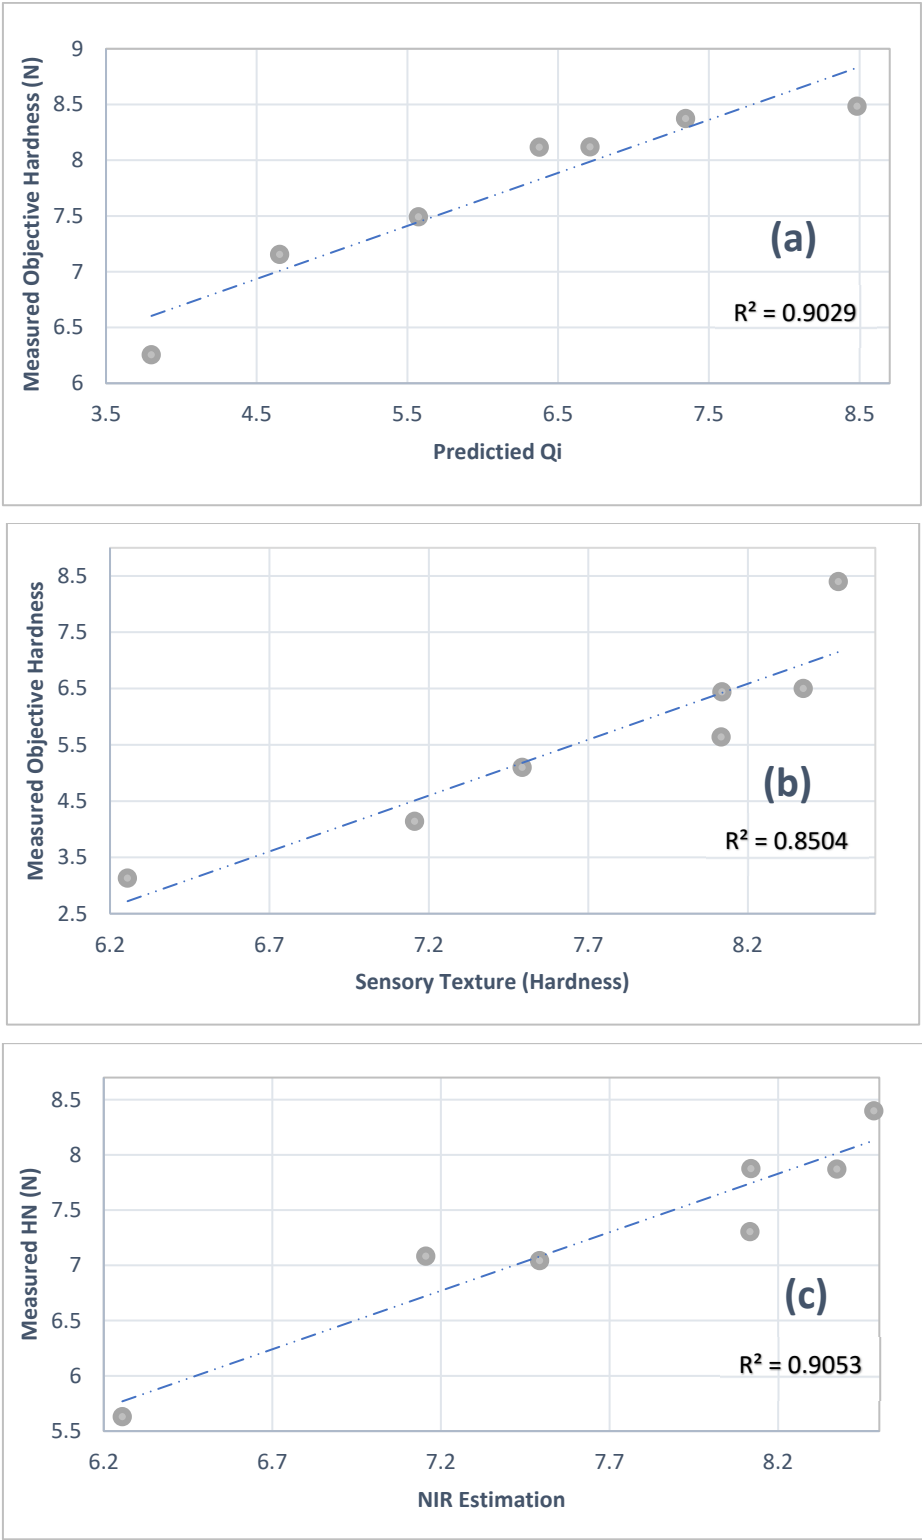 Measured Objective Hardness (N)
9
8.5
8
7.5
7
6.5
6
(a)
R² = 0.9029
3.5 4.5 5.5 6.5 7.5 8.5
Predictied Qi
Measured Objective Hardness
8.5
7.5
6.5
5.5
4.5
3.5
2.5
(b)
R² = 0.8504
6.2 6.7 7.2 7.7 8.2
Sensory Texture (Hardness)
Measured HN (N)
8.5
8
7.5
7
6.5
6
5.5
(c)
R² = 0.9053
6.2 6.7 7.2 7.7 8.2
NIR Estimation